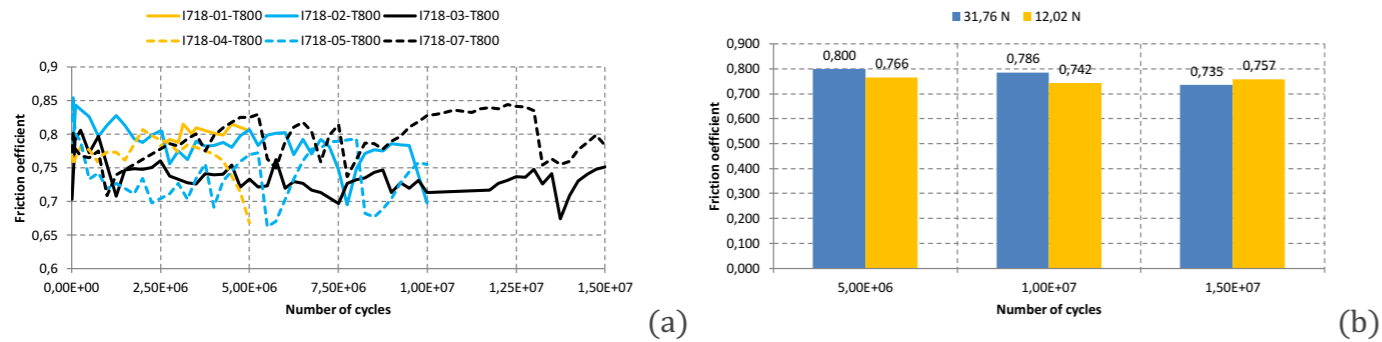 I718-01-T800 I718-02-T800 I718-03-T800
I718-04-T800 I718-05-T800 I718-07-T800
Friction oefficient
0,9
0,85
0,8
0,75
0,7
0,65
0,6
0,00E+00 2,50E+06 5,00E+06 7,50E+06 1,00E+07 1,25E+07 1,50E+07
Number of cycles
(a)
31,76 N 12,02 N
Friction oefficient
0,900
0,800
0,700
0,600
0,500
0,400
0,300
0,200
0,100
0,000
0,800 0,766 0,786 0,742 0,735 0,757
5,00E+06 1,00E+07 1,50E+07
Number of cycles
(b)